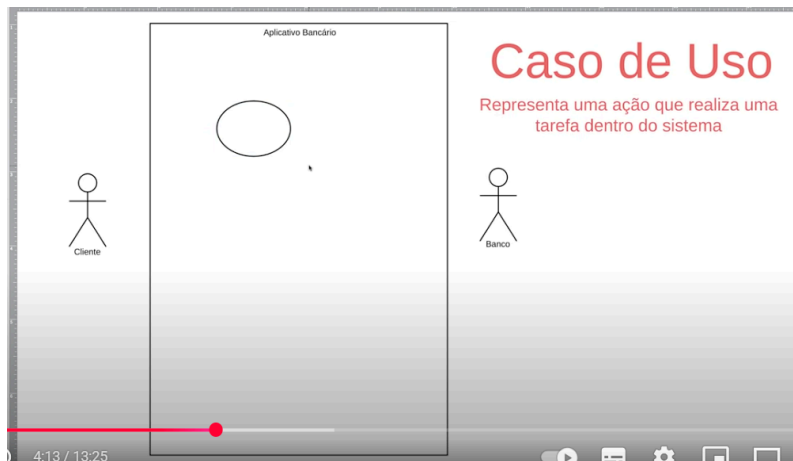 Aplicativo Bancário
Caso de Uso
Representa uma ação que realiza uma
tarefa dentro do sistema
Cliente
Banco
4:13 / 13:25